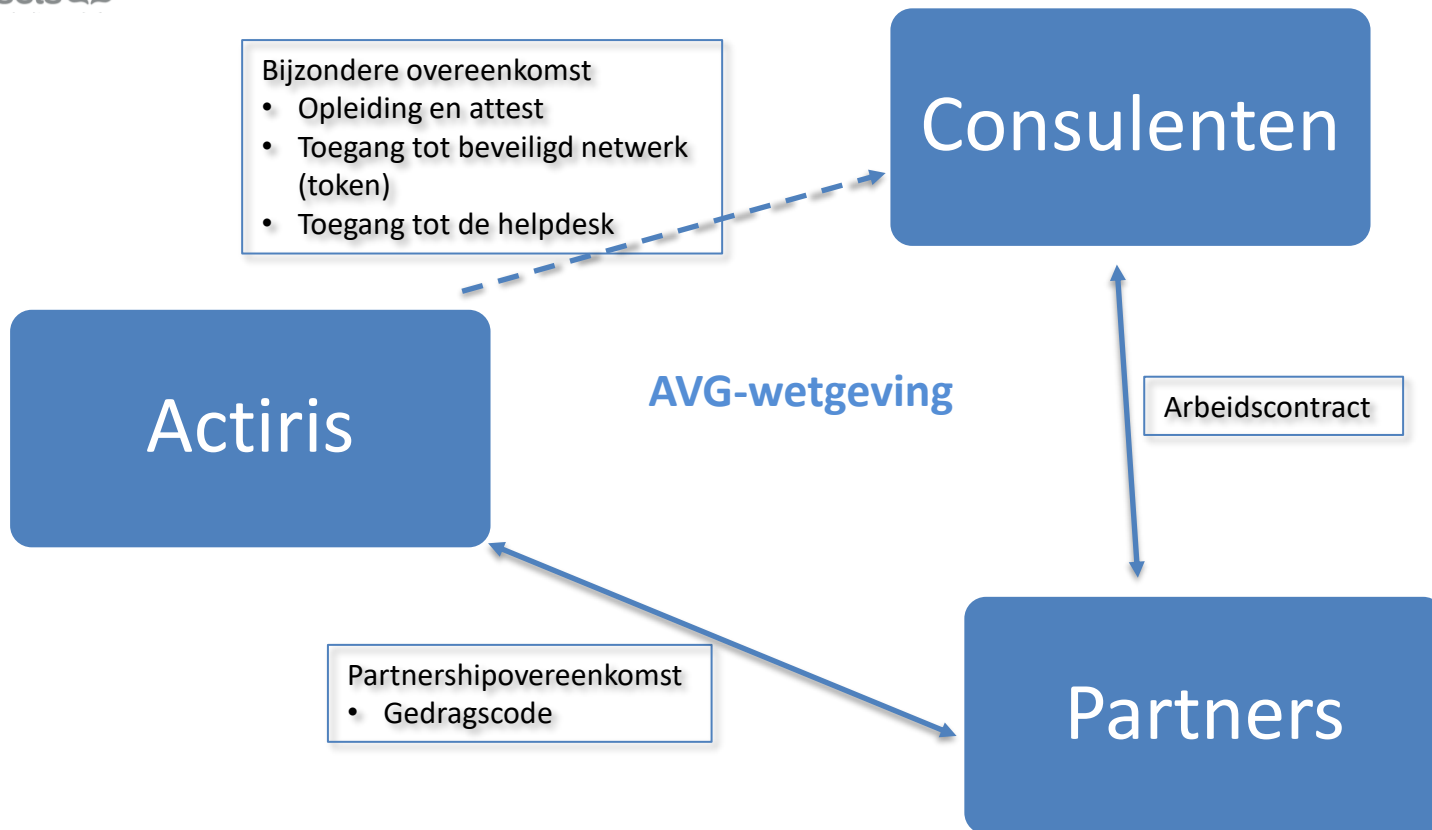 Bijzondere overeenkomst
• Opleiding en attest
• Toegang tot beveiligd netwerk
(token)
• Toegang tot de helpdesk
Consulenten
Actiris
AVG-wetgeving
Arbeidscontract
Partnershipovereenkomst
• Gedragscode
Partners